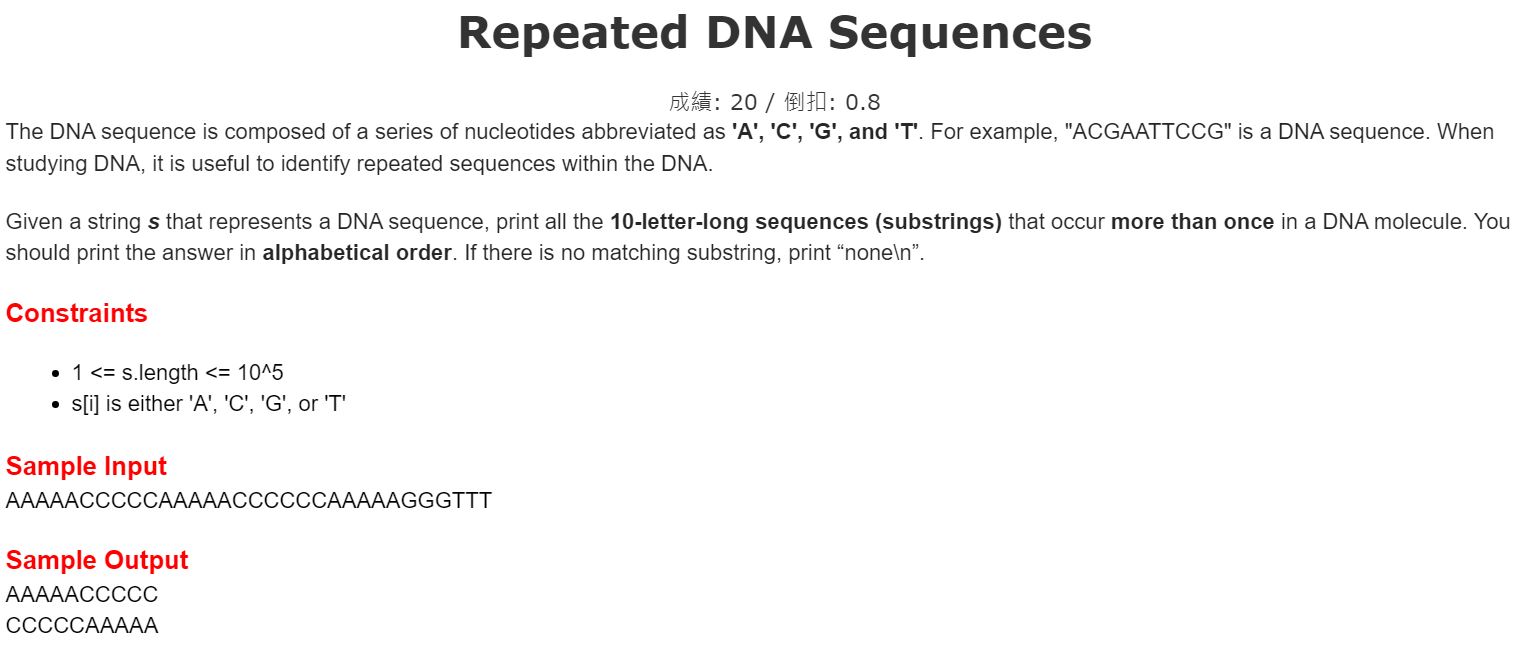 Repeated DNA Sequences
成績: 20 / 倒扣: 0.8
The DNA sequence is composed of a series of nucleotides abbreviated as 'A', 'C', 'G', and 'T'. For example, "ACGAATTCCG" is a DNA sequence. When
studying DNA, it is useful to identify repeated sequences within the DNA.
Given a string s that represents a DNA sequence, print all the 10-letter-long sequences (substrings) that occur more than once in a DNA molecule. You
should print the answer in alphabetical order. If there is no matching substring, print “none\n”.
Constraints
• 1 <= s.length <= 10^5
• s[i] is either 'A', 'C', 'G', or 'T'
Sample Input
AAAAACCCCCAAAAACCCCCCAAAAAGGGTTT
Sample Output
AAAAACCCCC
CCCCCAAAAA